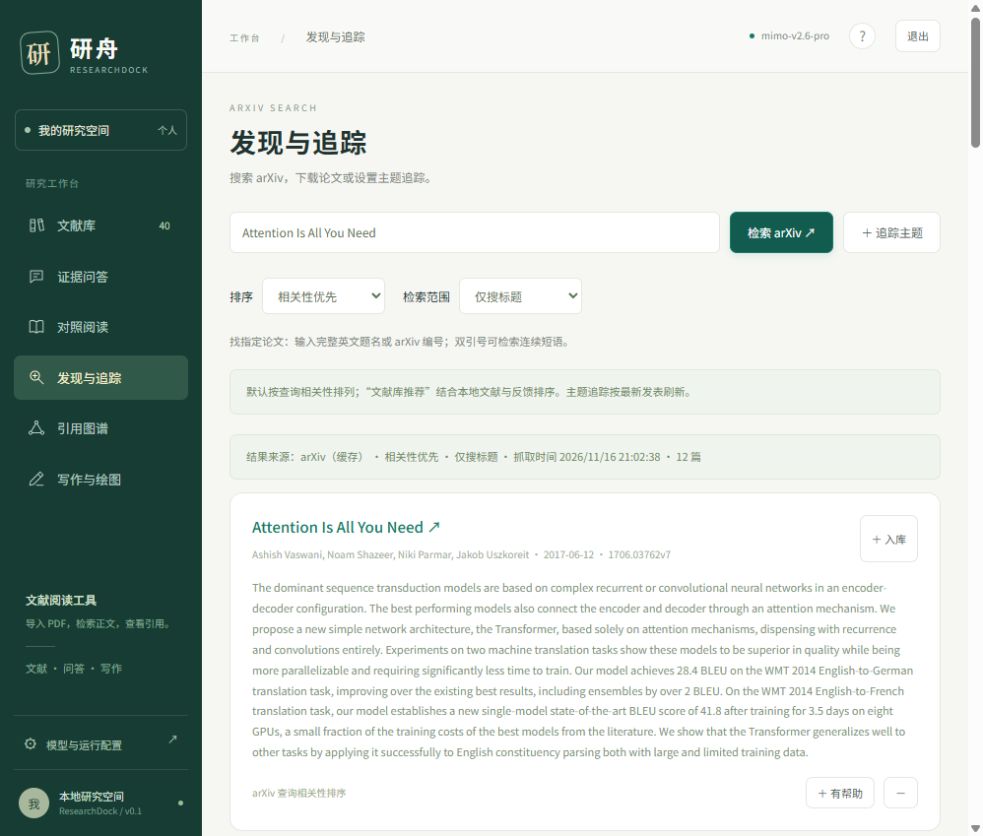 研
研舟
RESEARCHDOCK
我的研究空间
个人
研究工作台
文献库
40
证据问答
对照阅读
发现与追踪
引用图谱
写作与绘图
文献阅读工具
导入 PDF，检索正文，查看引用。
文献 · 问答 · 写作
模型与运行配置 ↗
我
本地研究空间
ResearchDock / v0.1
工作台 / 发现与追踪
mimo-v2.6-pro
?
退出
ARXIV SEARCH
发现与追踪
搜索 arXiv，下载论文或设置主题追踪。
Attention Is All You Need
检索 arXiv ↗
＋ 追踪主题
排序
相关性优先
检索范围
仅搜标题
找指定论文：输入完整英文题名或 arXiv 编号；双引号可检索连续短语。
默认按查询相关性排列；“文献库推荐”结合本地文献与反馈排序。主题追踪按最新发表刷新。
结果来源：arXiv（缓存） · 相关性优先 · 仅搜标题 · 抓取时间 2026/11/16 21:02:38 · 12 篇
Attention Is All You Need ↗
＋ 入库
Ashish Vaswani, Noam Shazeer, Niki Parmar, Jakob Uszkoreit · 2017-06-12 · 1706.03762v7
The dominant sequence transduction models are based on complex recurrent or convolutional neural networks in an encoder-
decoder configuration. The best performing models also connect the encoder and decoder through an attention mechanism. We
propose a new simple network architecture, the Transformer, based solely on attention mechanisms, dispensing with recurrence
and convolutions entirely. Experiments on two machine translation tasks show these models to be superior in quality while being
more parallelizable and requiring significantly less time to train. Our model achieves 28.4 BLEU on the WMT 2014 English-to-German
translation task, improving over the existing best results, including ensembles by over 2 BLEU. On the WMT 2014 English-to-French
translation task, our model establishes a new single-model state-of-the-art BLEU score of 41.8 after training for 3.5 days on eight
GPUs, a small fraction of the training costs of the best models from the literature. We show that the Transformer generalizes well to
other tasks by applying it successfully to English constituency parsing both with large and limited training data.
arXiv 查询相关性排序
＋ 有帮助
－